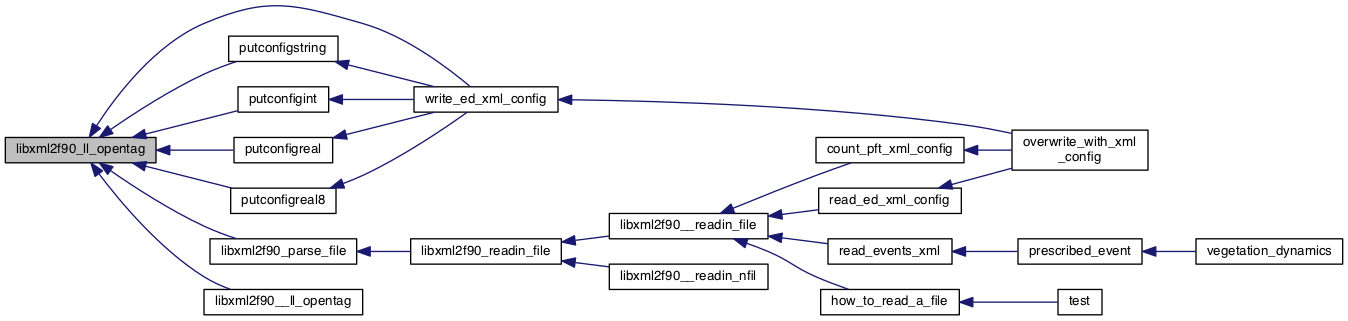 putconfigstring
putconfigint
write_ed_xml_config
libxml2f90_ll_opentag
putconfigreal
count_pft_xml_config
overwrite_with_xml
_config
putconfigreal8
read_ed_xml_config
libxml2f90__readin_file
libxml2f90_parse_file
libxml2f90_readin_file
read_events_xml
prescribed_event
vegetation_dynamics
libxml2f90__readin_nfil
libxml2f90__ll_opentag
how_to_read_a_file
test